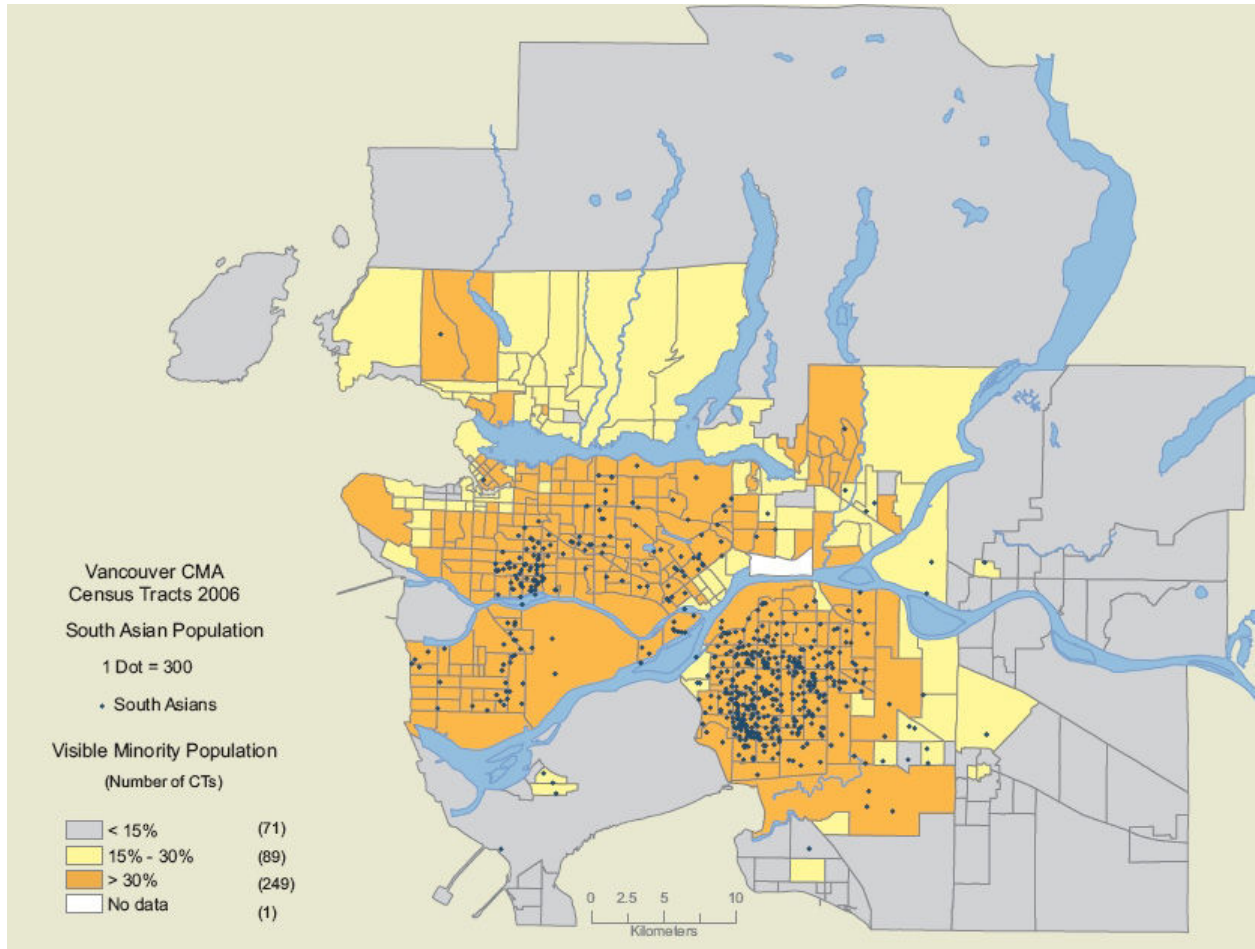 Vancouver CMA
Census Tracts 2006
South Asian Population
1 Dot = 300
South Asians
Visible Minority Population
(Number of CTs)
< 15% (71)
15% - 30% (89)
> 30% (249)
No data (1)
0 2.5 5 10
Kilometers